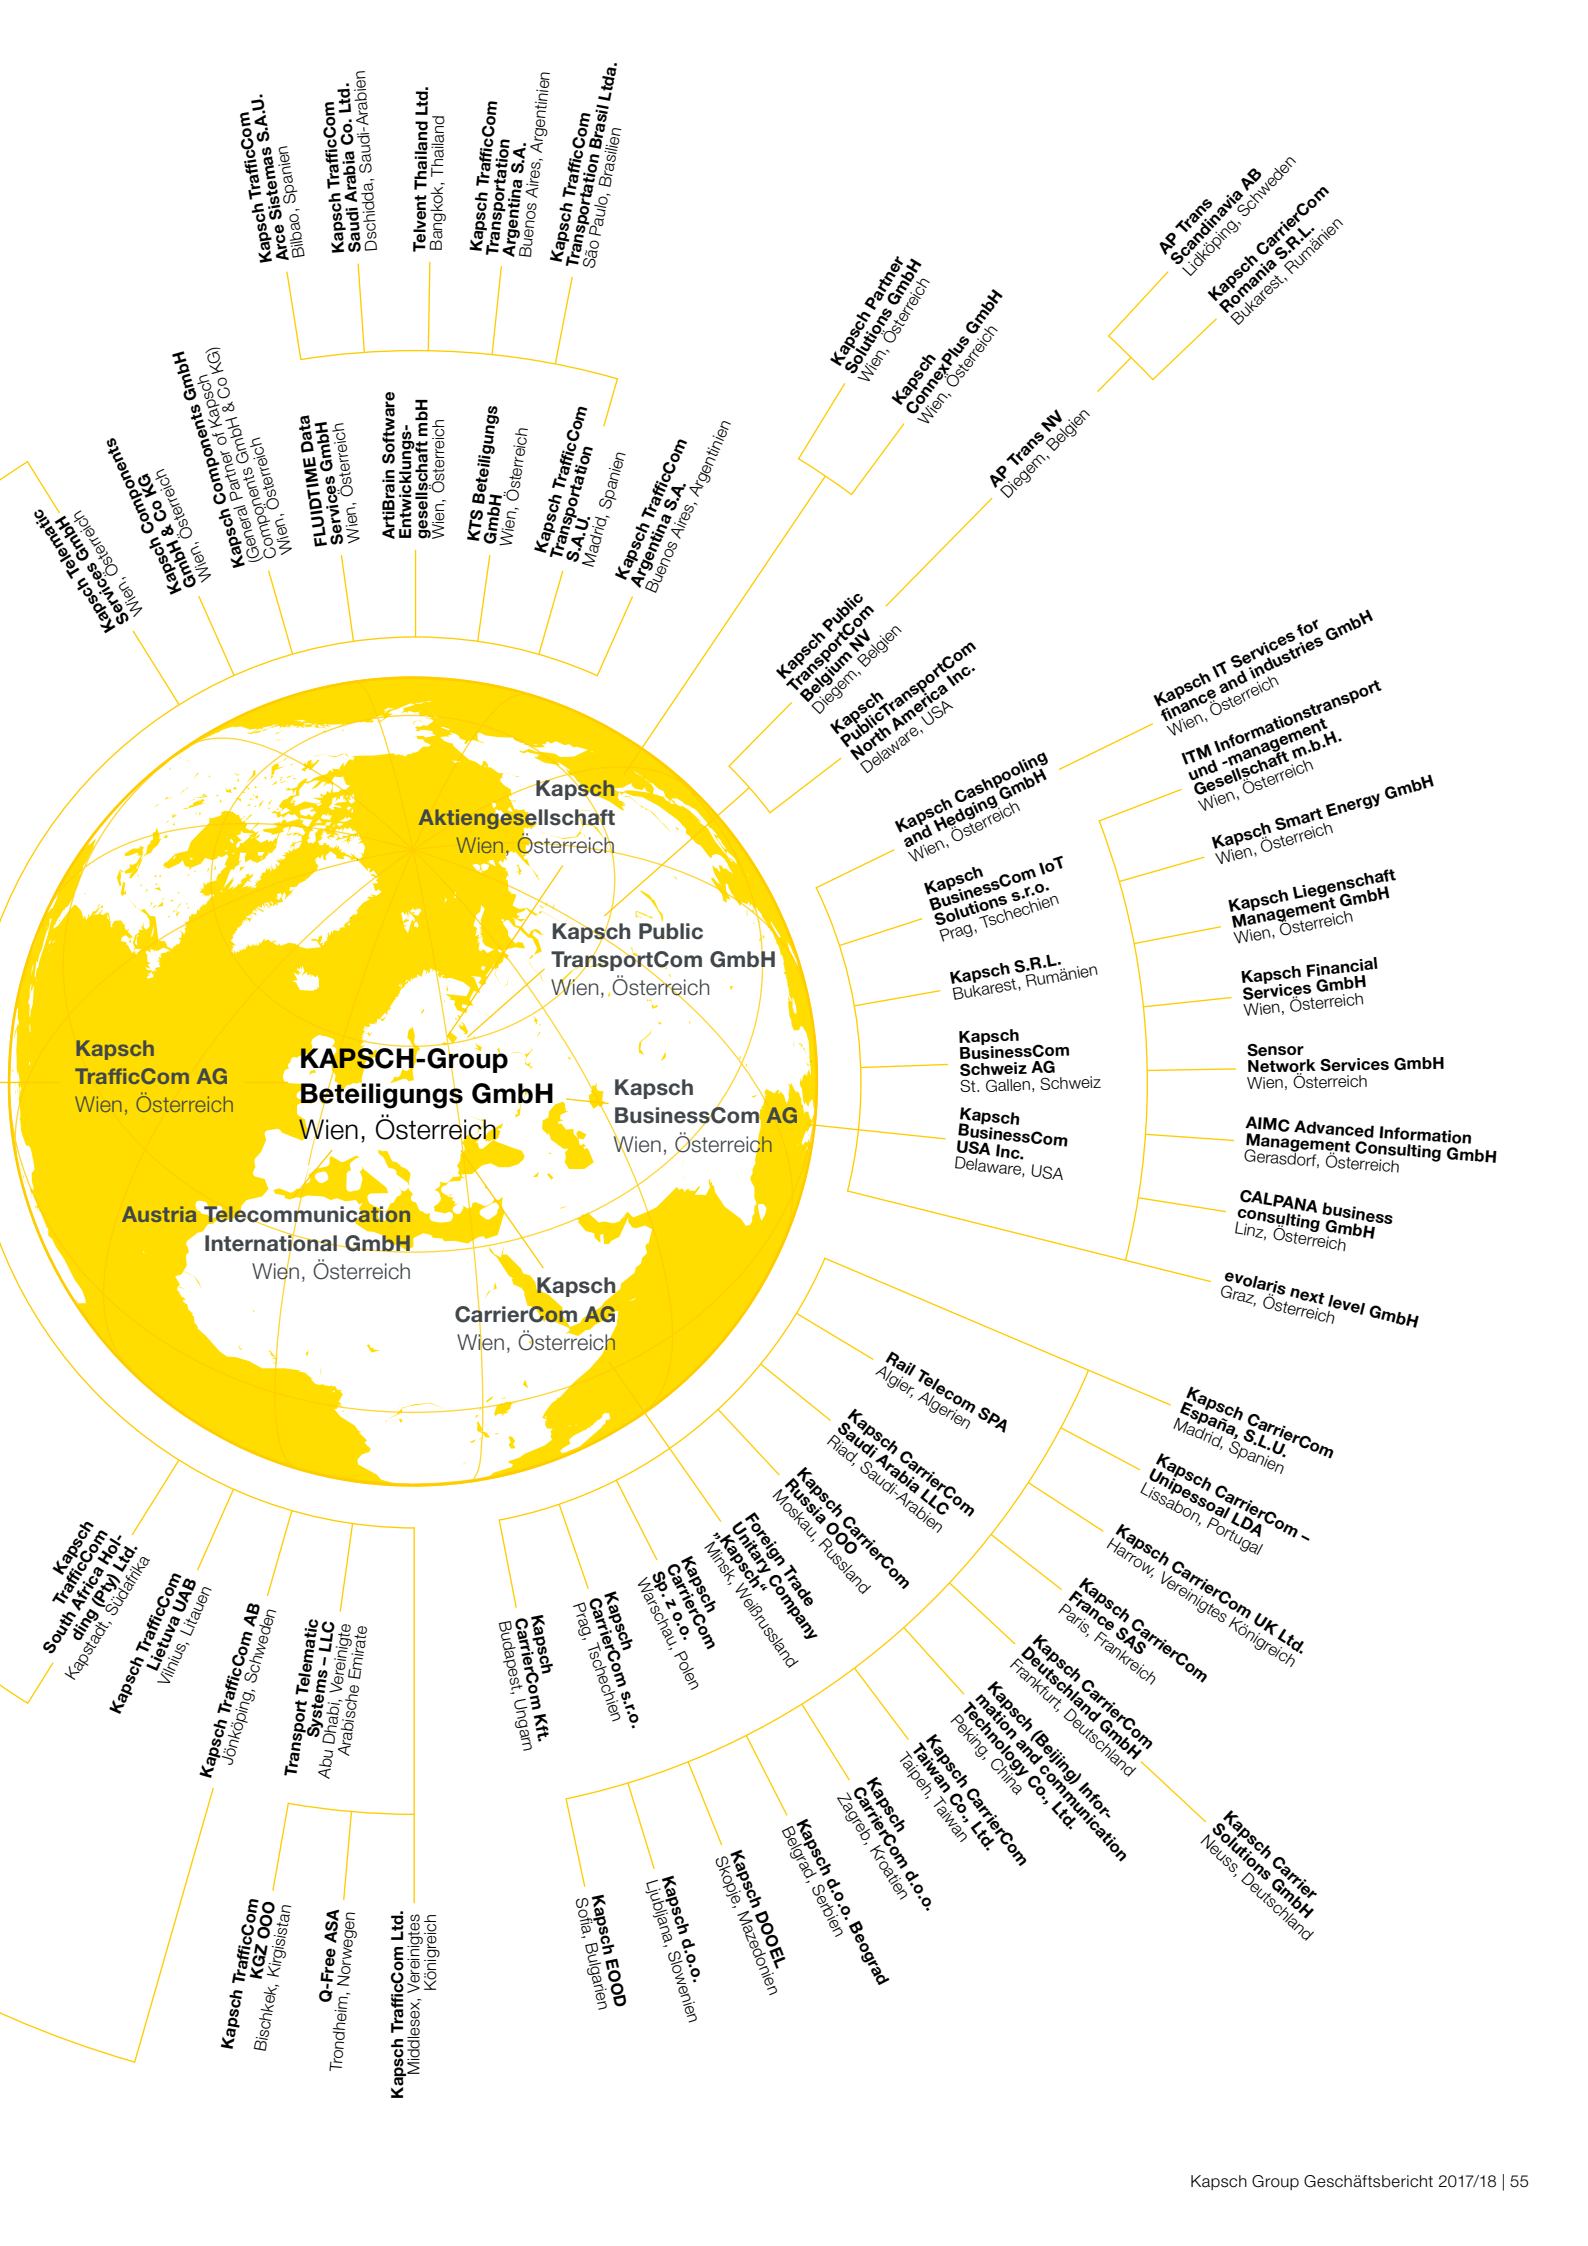 Kapsch TrafficCom
Arce Sistemas S.A.U.
Bilbao, Spanien
Kapsch TrafficCom
Saudi Arabia Co. Ltd.
Dschidda, Saudi-Arabien
Telvent Thailand Ltd.
Bangkok, Thailand
Kapsch TrafficCom
Transportation
Argentina S.A.
Buenos Aires, Argentinien
Kapsch TrafficCom
Transportation Brasil Ltda.
São Paulo, Brasilien
Kapsch Telematic
Services GmbH
Wien, Österreich
Kapsch Components
GmbH & Co KG
Wien, Österreich
Kapsch Components GmbH
(General Partner of Kapsch
Components GmbH & Co KG)
Wien, Österreich
FLUIDTIME Data
Services GmbH
Wien, Österreich
ArtiBrain Software
Entwicklungs-
gesellschaft mbH
Wien, Österreich
KTS Beteiligungs
GmbH
Wien, Österreich
Kapsch TrafficCom
Transportation
S.A.U.
Madrid, Spanien
Kapsch TrafficCom
Argentina S.A.
Buenos Aires, Argentinien
Kapsch Partner
Solutions GmbH
Wien, Österreich
Kapsch
ConnexPlus GmbH
Wien, Österreich
AP Trans
Scandinavia AB
Lidköping, Schweden
Kapsch CarrierCom
Romania S.R.L.
Bukarest, Rumänien
AP Trans NV
Diegem, Belgien
Kapsch Public
TransportCom
Belgium NV
Diegem, Belgien
Kapsch
PublicTransportCom
North America Inc.
Delaware, USA
Kapsch Cashpooling
and Hedging GmbH
Wien, Österreich
Kapsch IT Services for
finance and industries GmbH
Wien, Österreich
Kapsch
BusinessCom IoT
Solutions s.r.o.
Prag, Tschechien
Kapsch S.R.L.
Bukarest, Rumänien
Kapsch
BusinessCom
Schweiz AG
St. Gallen, Schweiz
Kapsch
BusinessCom
USA Inc.
Delaware, USA
ITM Informationstransport
und -management
Gesellschaft m.b.H.
Wien, Österreich
Kapsch Smart Energy GmbH
Wien, Österreich
Kapsch Liegenschaft
Management GmbH
Wien, Österreich
Kapsch Financial
Services GmbH
Wien, Österreich
Sensor
Network Services GmbH
Wien, Österreich
AIMC Advanced Information
Management Consulting GmbH
Gerasdorf, Österreich
CALPANA business
consulting GmbH
Linz, Österreich
evolaris next level GmbH
Graz, Österreich
Kapsch
Aktiengesellschaft
Wien, Österreich
Kapsch Public
TransportCom GmbH
Wien, Österreich
Kapsch
TrafficCom AG
Wien, Österreich
KAPSCH-Group
Beteiligungs GmbH
Wien, Österreich
Kapsch
BusinessCom AG
Wien, Österreich
Austria Telecommunication
International GmbH
Wien, Österreich
Kapsch
CarrierCom AG
Wien, Österreich
Rail Telecom SPA
Algier, Algerien
Kapsch CarrierCom
Saudi Arabia LLC
Riad, Saudi-Arabien
Kapsch CarrierCom
Russia OOO
Moskau, Russland
Foreign Trade
Unitary Company
„Kapsch“
Minsk, Weißrussland
Kapsch
CarrierCom
Sp. z o.o.
Warschau, Polen
Kapsch
CarrierCom s.r.o.
Prag, Tschechien
Kapsch
CarrierCom Kft.
Budapest, Ungarn
Kapsch CarrierCom
España, S.L.U.
Madrid, Spanien
Kapsch CarrierCom –
Unipessoal LDA
Lissabon, Portugal
Kapsch CarrierCom UK Ltd.
Harrow, Vereinigtes Königreich
Kapsch CarrierCom
France SAS
Paris, Frankreich
Kapsch CarrierCom
Deutschland GmbH
Frankfurt, Deutschland
Kapsch Carrier
Solutions GmbH
Neuss, Deutschland
Kapsch (Beijing) Infor-
mation and communication
Technology Co., Ltd.
Peking, China
Kapsch CarrierCom
Taiwan Co., Ltd.
Taipeh, Taiwan
Kapsch
CarrierCom d.o.o.
Zagreb, Kroatien
Kapsch d.o.o. Beograd
Belgrad, Serbien
Kapsch DOOEL
Skopje, Mazedonien
Kapsch d.o.o.
Ljubljana, Slowenien
Kapsch EOOD
Sofia, Bulgarien
Kapsch
TrafficCom
South Africa Hol-
ding (Pty) Ltd.
Kapstadt, Südafrika
Kapsch TrafficCom
Lietuva UAB
Vilnius, Litauen
Kapsch TrafficCom AB
Jönköping, Schweden
Transport Telematic
Systems – LLC
Abu Dhabi, Vereinigte
Arabische Emirate
Kapsch TrafficCom
KGZ OOO
Bischkek, Kirgisistan
Q-Free ASA
Trondheim, Norwegen
Kapsch TrafficCom Ltd.
Middlesex, Vereinigtes
Königreich
Kapsch Group Geschäftsbericht 2017/18 | 55